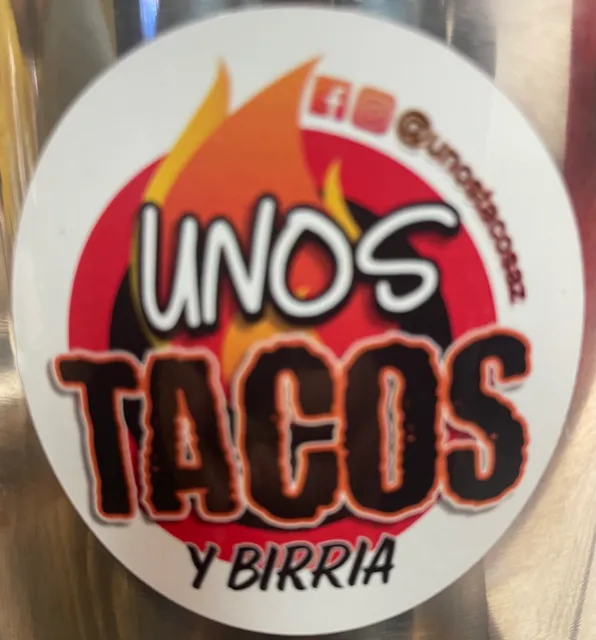 @unostacosaz
UNOS
TACOS
Y BIRRIA